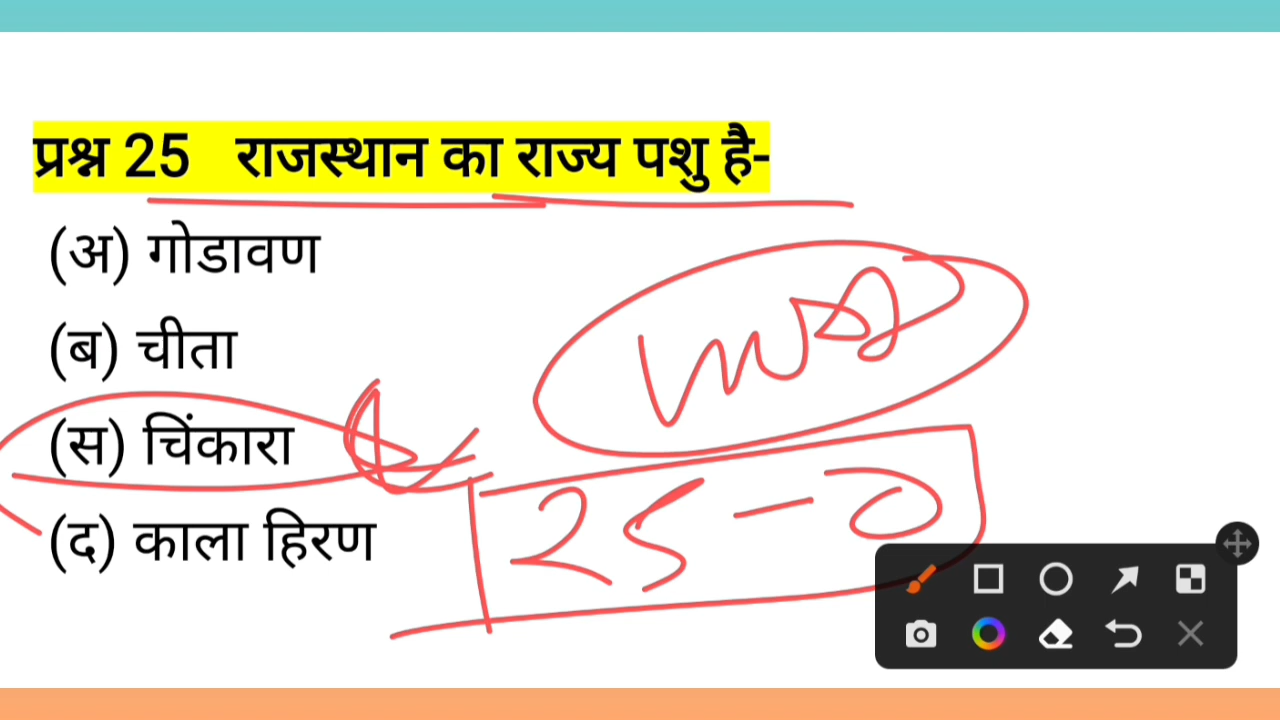 प्रश्न 25 राजस्थान का राज्य पशु है-
(अ) गोडावण
(ब) चीता
(स) चिंकारा
(द) काला हिरण
25-0